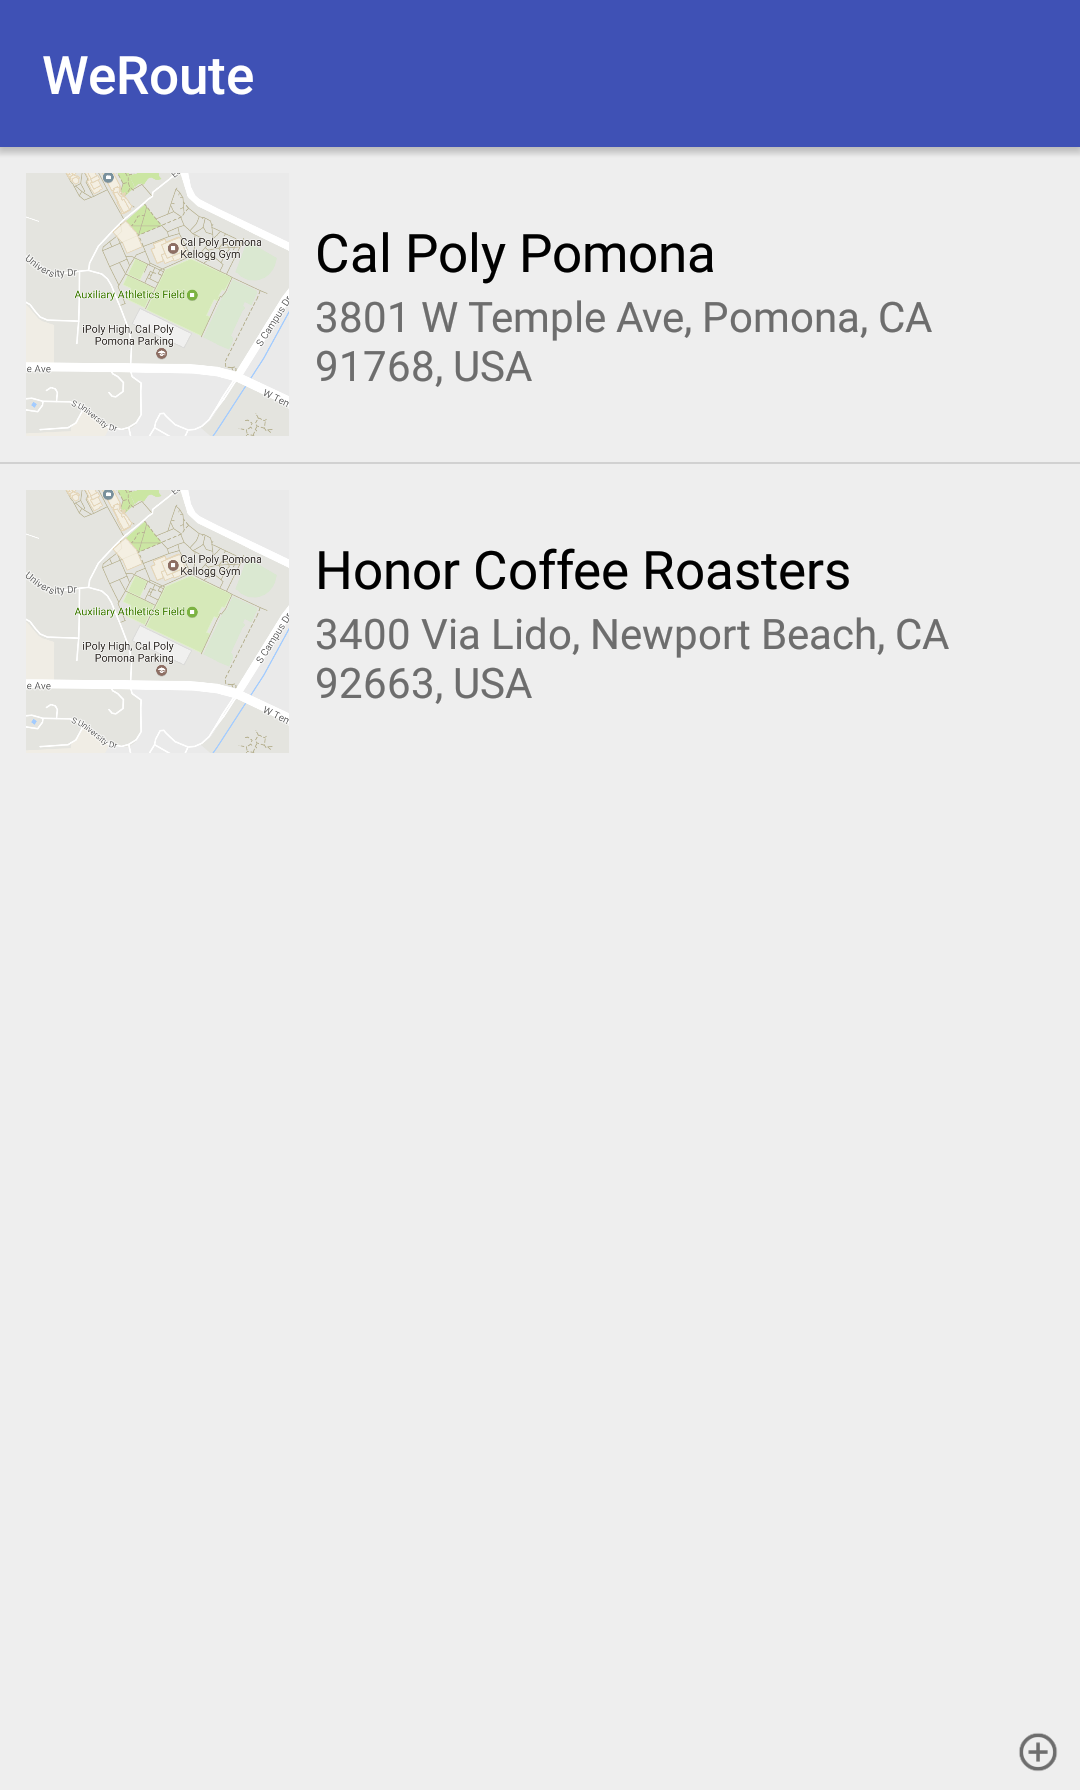 WeRoute
Cal Poly Pomona
Kellogg Gym
University Dr
Auxiliary Athletics Field
S Campus Dr
iPoly High, Cal Poly
Pomona Parking
e Ave
W Tem
S University Dr
Cal Poly Pomona
3801 W Temple Ave, Pomona, CA
91768, USA
Cal Poly Pomona
Kellogg Gym
University Dr
Auxiliary Athletics Field
S Campus Dr
iPoly High, Cal Poly
Pomona Parking
e Ave
W Tem
S University Dr
Honor Coffee Roasters
3400 Via Lido, Newport Beach, CA
92663, USA